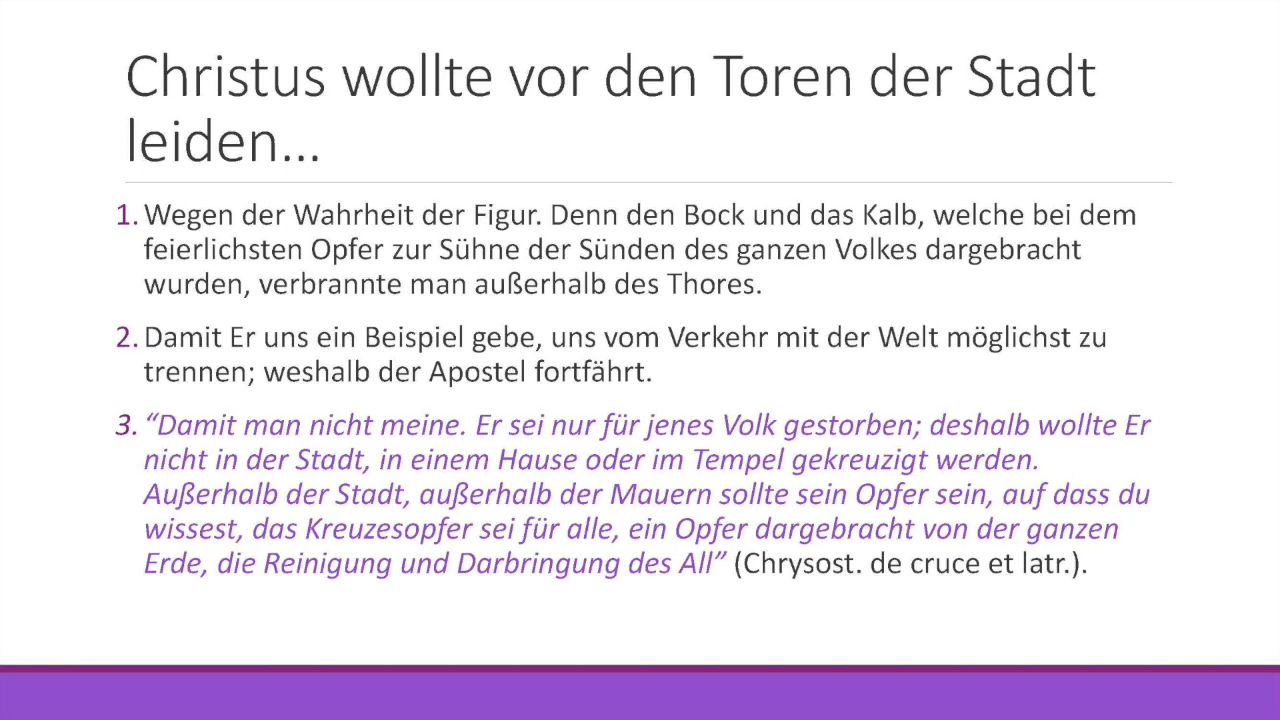 Christus wollte vor den Toren der Stadt
leiden…
1. Wegen der Wahrheit der Figur. Denn den Bock und das Kalb, welche bei dem
feierlichsten Opfer zur Sühne der Sünden des ganzen Volkes dargebracht
wurden, verbrannte man außerhalb des Thores.
2. Damit Er uns ein Beispiel gebe, uns vom Verkehr mit der Welt möglichst zu
trennen; weshalb der Apostel fortfährt.
3. “Damit man nicht meine. Er sei nur für jenes Volk gestorben; deshalb wollte Er
nicht in der Stadt, in einem Hause oder im Tempel gekreuzigt werden.
Außerhalb der Stadt, außerhalb der Mauern sollte sein Opfer sein, auf dass du
wissest, das Kreuzesopfer sei für alle, ein Opfer dargebracht von der ganzen
Erde, die Reinigung und Darbringung des All” (Chrysost. de cruce et latr.).